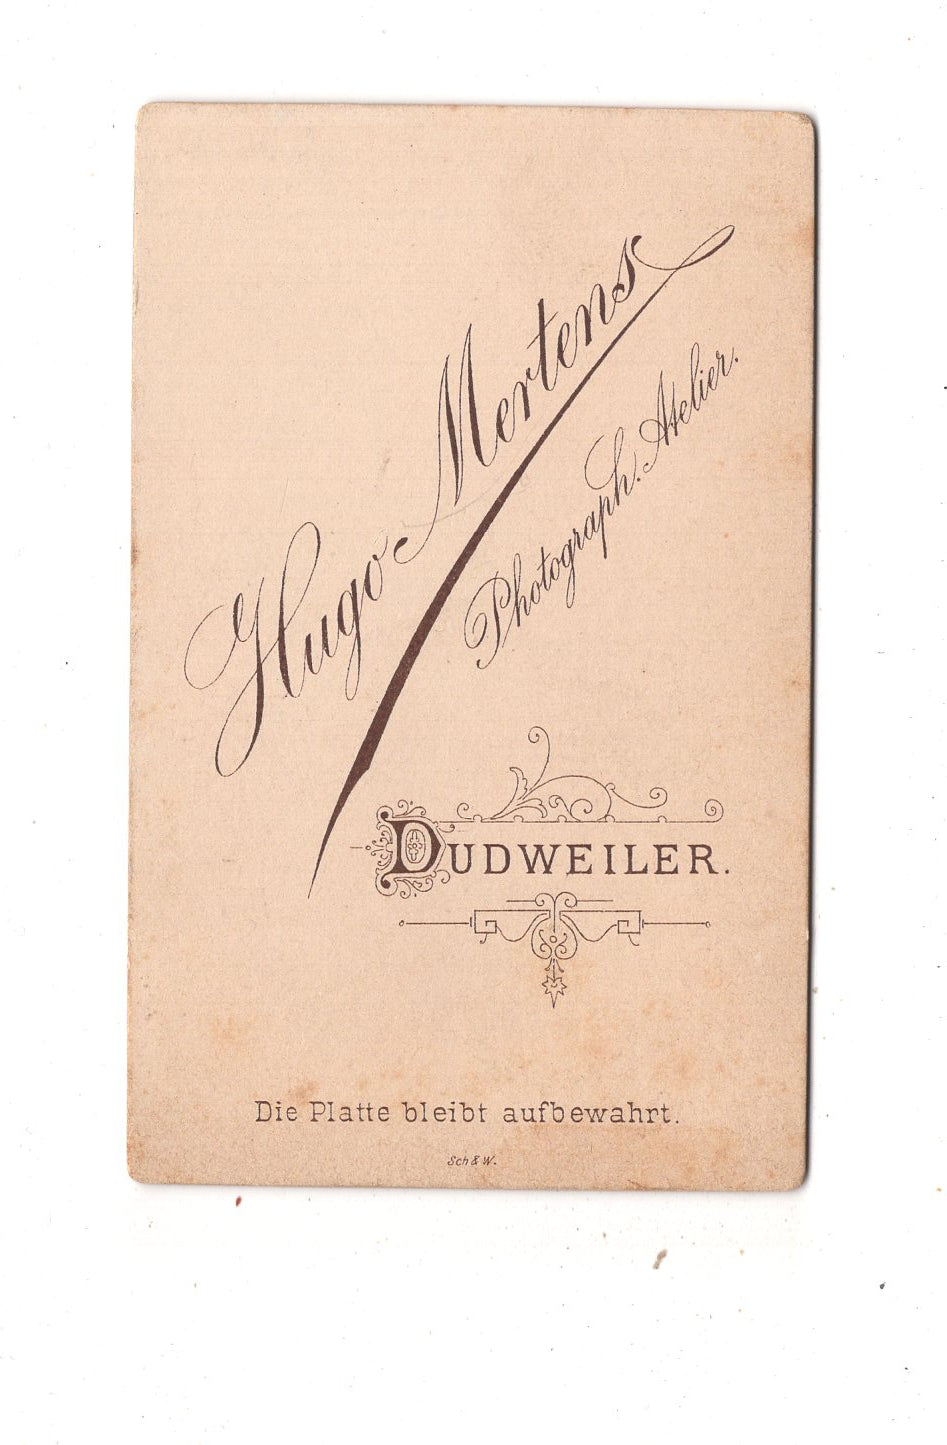 Hugo Mertens
Photograph. Atelier.
DUDWEILER.
Die Platte bleibt aufbewahrt.
Sch & W.